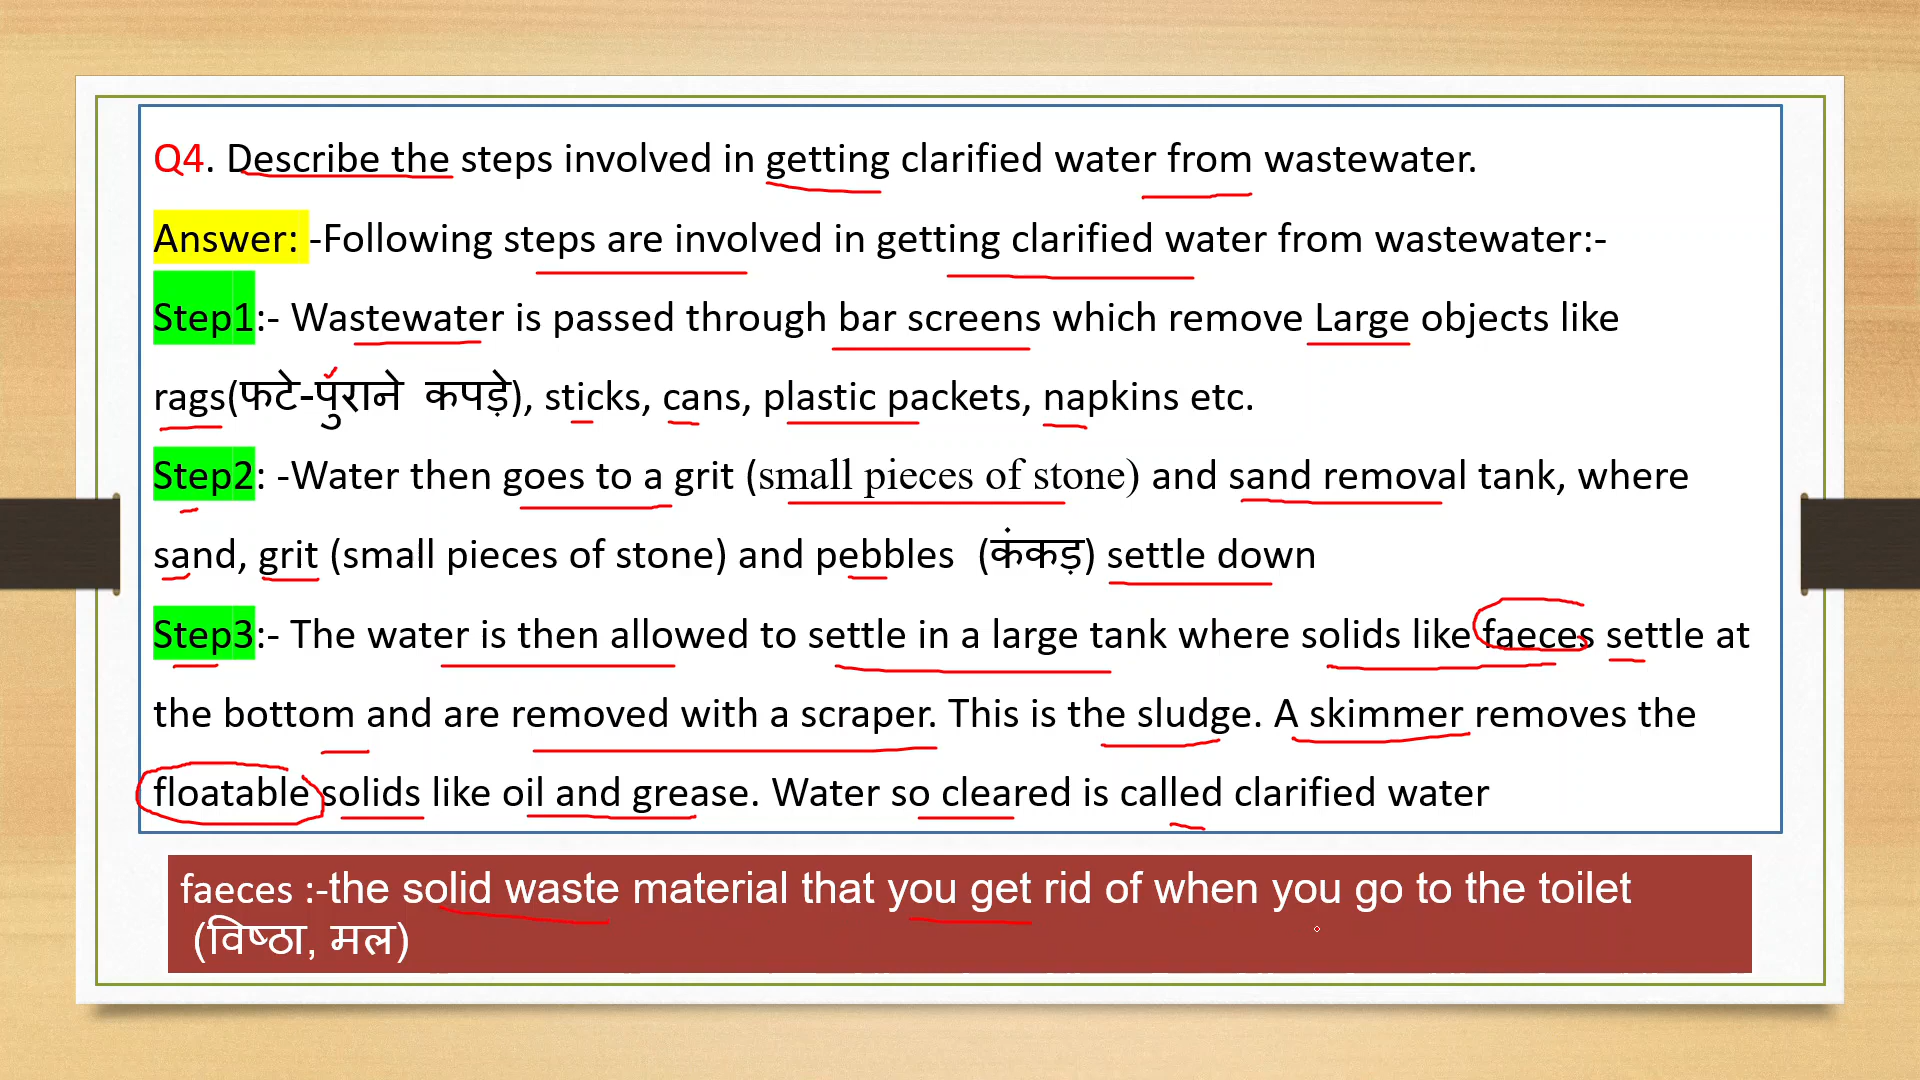 Q4. Describe the steps involved in getting clarified water from wastewater.
Answer: -Following steps are involved in getting clarified water from wastewater:-
Step1:- Wastewater is passed through bar screens which remove Large objects like
rags(फटे-पुराने कपड़े), sticks, cans, plastic packets, napkins etc.
Step2: -Water then goes to a grit (small pieces of stone) and sand removal tank, where
sand, grit (small pieces of stone) and pebbles (कंकड़) settle down
Step3:- The water is then allowed to settle in a large tank where solids like faeces settle at
the bottom and are removed with a scraper. This is the sludge. A skimmer removes the
floatable solids like oil and grease. Water so cleared is called clarified water
faeces :-the solid waste material that you get rid of when you go to the toilet
(विष्ठा, मल)